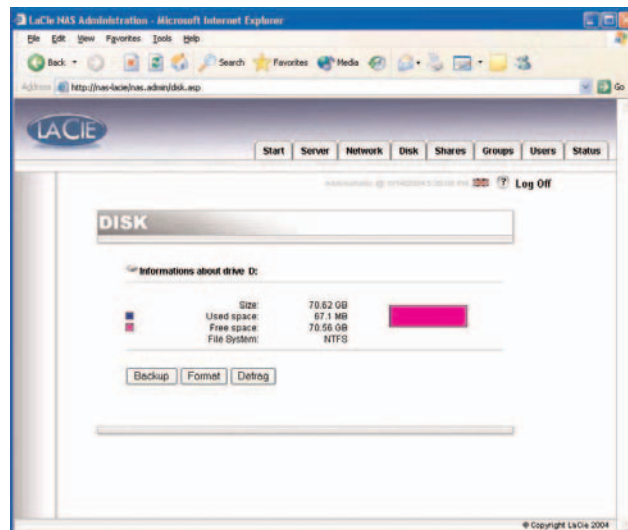 LaCie NAS Administration - Microsoft Internet Explorer
File Edit View Favorites Tools Help
Back Search Favorites Media
Address http://nas-lacie/nas.admin/disk.asp Go
LACIE
Start Server Network Disk Shares Groups Users Status
? Log Off
DISK
Informations about drive D:
Size: 70.62 GB
Used space: 67.1 MB
Free space: 70.56 GB
File System: NTFS
Backup Format Defrag
© Copyright LaCie 2004